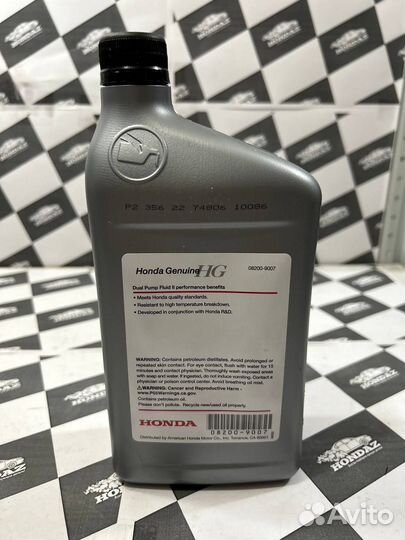 P2 356 22 74806 10086
Honda Genuine HG 08200-9007
Dual Pump Fluid II performance benefits
• Meets Honda quality standards.
• Resistant to high temperature breakdown.
• Developed in conjunction with Honda R&D.
WARNING: Contains petroleum distillates. Avoid prolonged or
repeated skin contact. For eye contact, flush with water for 15
minutes and contact physician. Thoroughly wash exposed areas
with soap and water. If ingested, do not induce vomiting. Contact a
physician or poison control center. Avoid breathing of mist.
⚠WARNING: Cancer and Reproductive Harm -
www.P65Warnings.ca.gov.
Contains petroleum oil.
Please don't pollute. Recycle new/used oil properly.
HONDA
08200-9007
Distributed by American Honda Motor Co., Inc. Torrance, CA 90501
HONDAZ
Avito